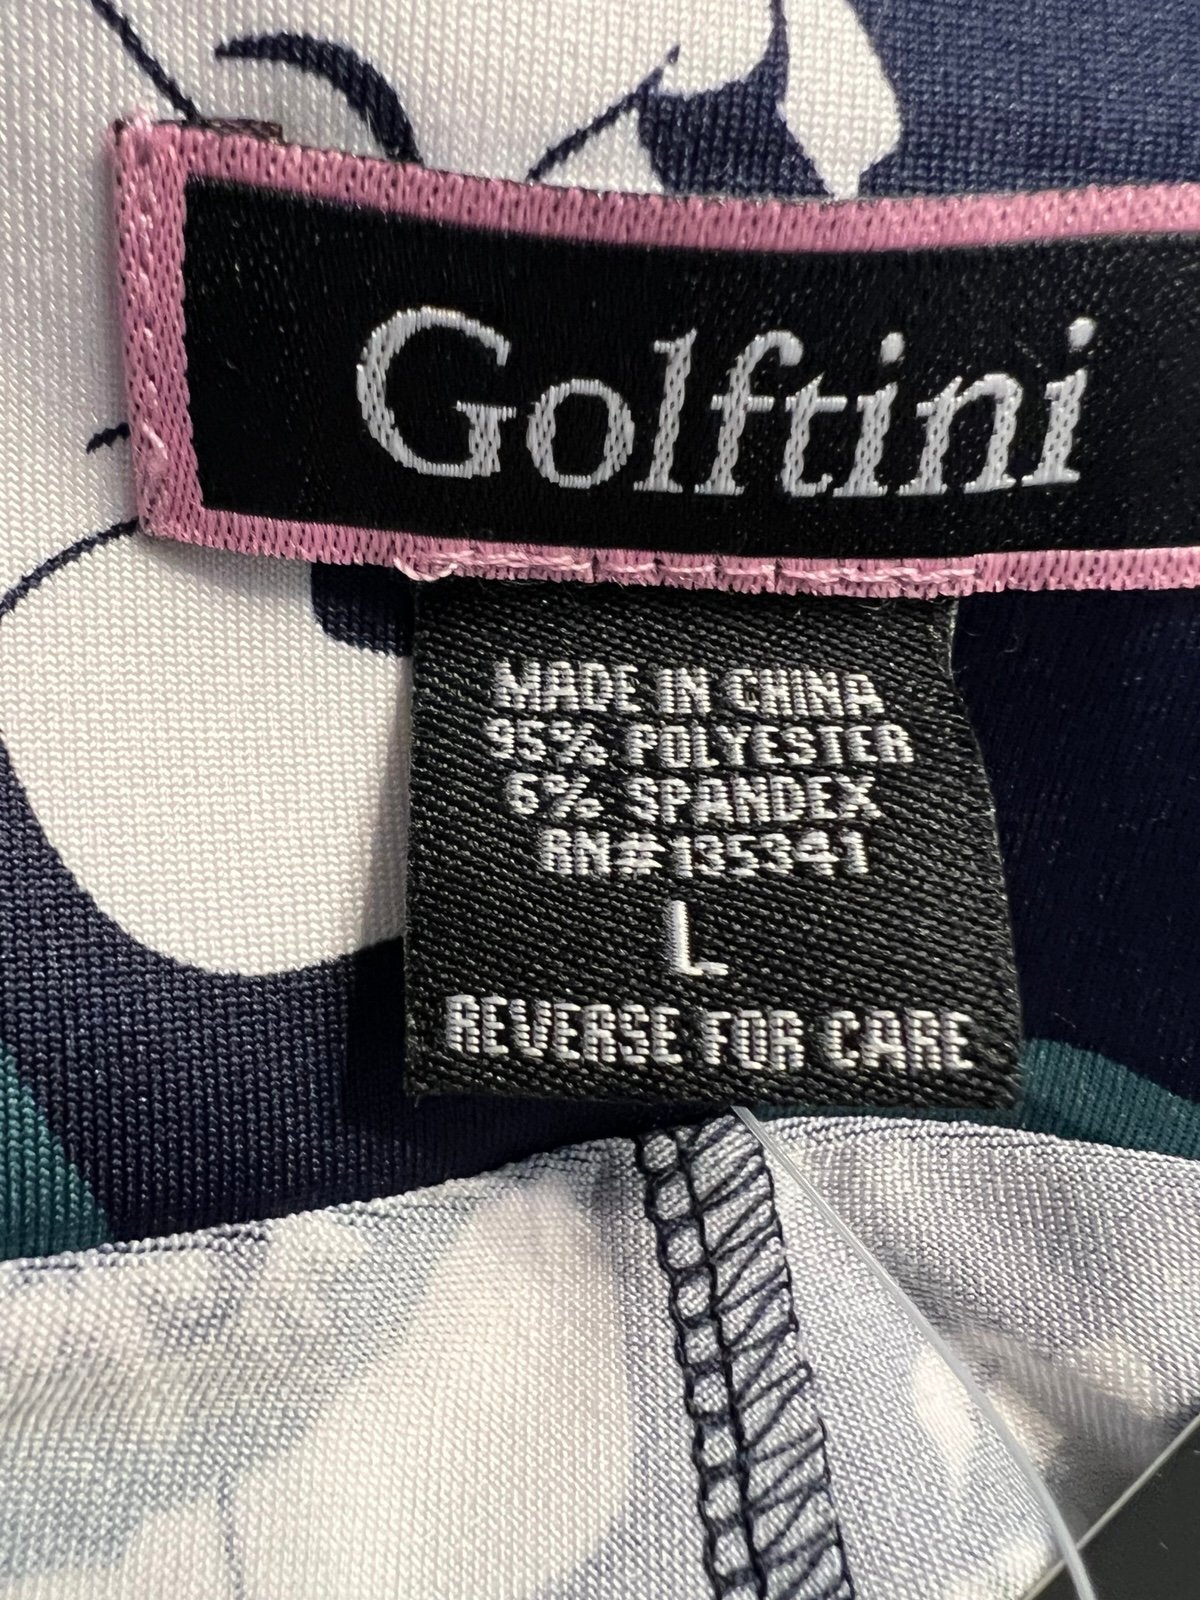 Golftini
MADE IN CHINA
95% POLYESTER
6% SPANDEX
RN#135341
L
REVERSE FOR CARE